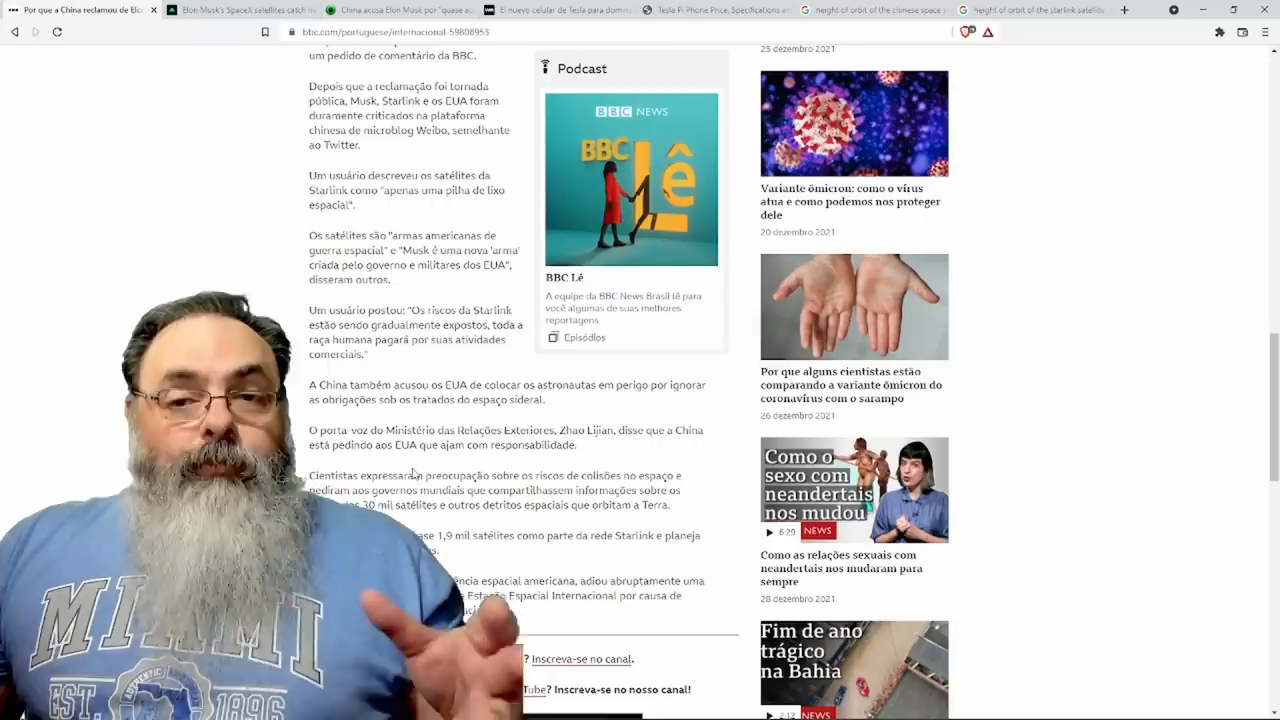 Por que a China reclamou de Elo
Elon Musk's SpaceX satellites catch fr
China acusa Elon Musk por "quase ac
El nuevo celular de Tesla para domin
Tesla Pi Phone Price, Specifications an
height of orbit of the chinese space s
height of orbit of the starlink satellite
bbc.com/portuguese/internacional-59808953
um pedido de comentário da BBC.
Depois que a reclamação foi tornada
pública, Musk, Starlink e os EUA foram
duramente criticados na plataforma
chinesa de microblog Weibo, semelhante
ao Twitter.
Um usuário descreveu os satélites da
Starlink como "apenas uma pilha de lixo
espacial".
Os satélites são "armas americanas de
guerra espacial" e "Musk é uma nova 'arma'
criada pelo governo e militares dos EUA",
disseram outros.
Um usuário postou: "Os riscos da Starlink
estão sendo gradualmente expostos, toda a
raça humana pagará por suas atividades
comerciais."
A China também acusou os EUA de colocar os astronautas em perigo por ignorar
as obrigações sob os tratados do espaço sideral.
O porta-voz do Ministério das Relações Exteriores, Zhao Lijian, disse que a China
está pedindo aos EUA que ajam com responsabilidade.
Cientistas expressaram preocupação sobre os riscos de colisões no espaço e
pediram aos governos mundiais que compartilhassem informações sobre os
30 mil satélites e outros detritos espaciais que orbitam a Terra.
ase 1,9 mil satélites como parte da rede Starlink e planeja
ência espacial americana, adiou abruptamente uma
Estação Espacial Internacional por causa de
? Inscreva-se no canal.
Tube? Inscreva-se no nosso canal!
Podcast
BBC NEWS
BBC Lê
BBC Lê
A equipe da BBC News Brasil lê para
você algumas de suas melhores
reportagens
Episódios
25 dezembro 2021
Variante ômicron: como o vírus
atua e como podemos nos proteger
dele
20 dezembro 2021
Por que alguns cientistas estão
comparando a variante ômicron do
coronavírus com o sarampo
26 dezembro 2021
Como o
sexo com
neandertais
nos mudou
6:29 NEWS
Como as relações sexuais com
neandertais nos mudaram para
sempre
28 dezembro 2021
Fim de ano
trágico
na Bahia
2:12 NEWS
MIAMI
EST 1896